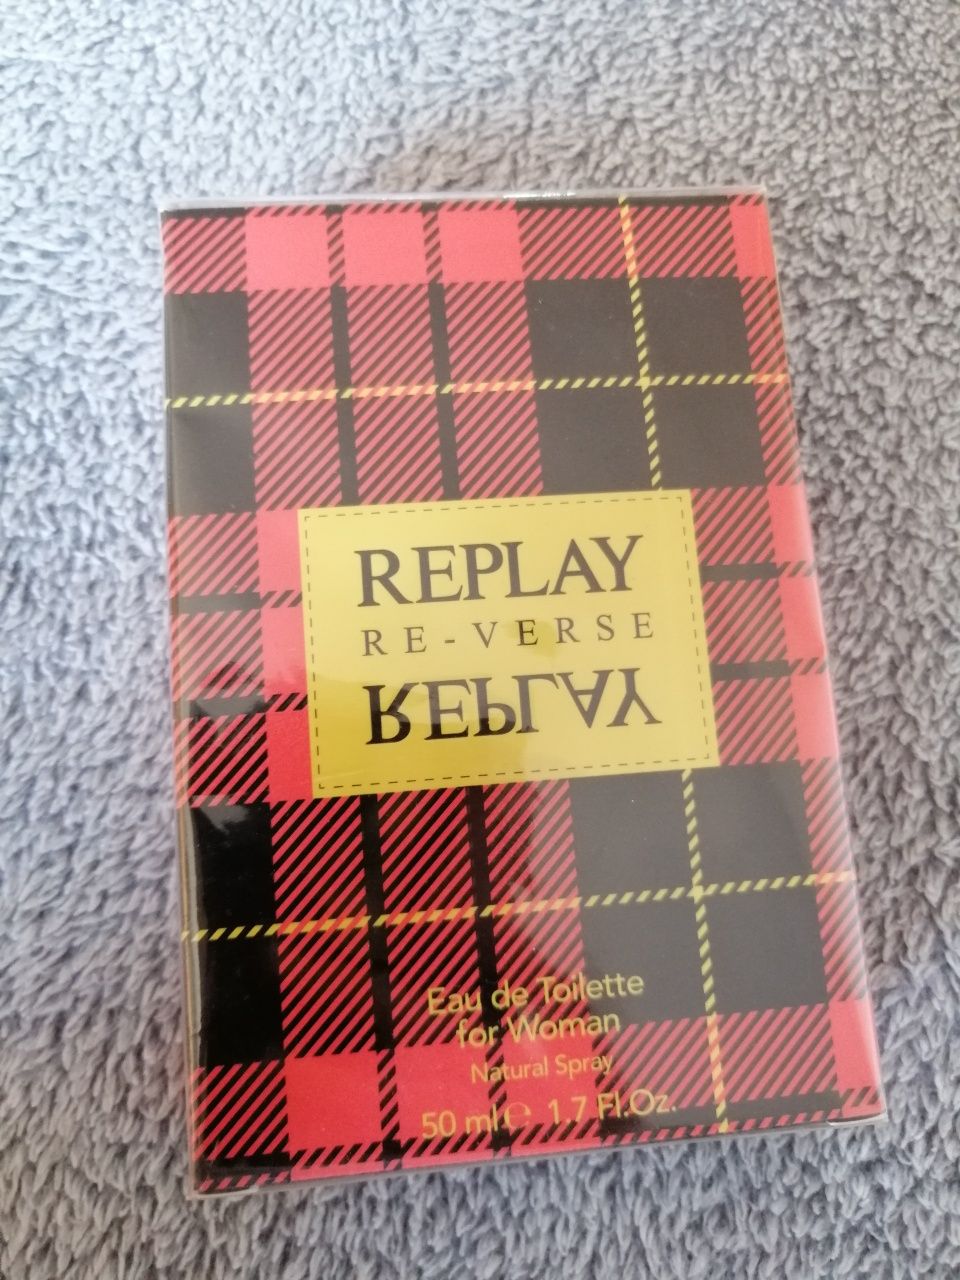 REPLAY
RE-VERSE
REPLAY
Eau de Toilette
for Woman
Natural Spray
50 ml ℮ 1.7 Fl.Oz.